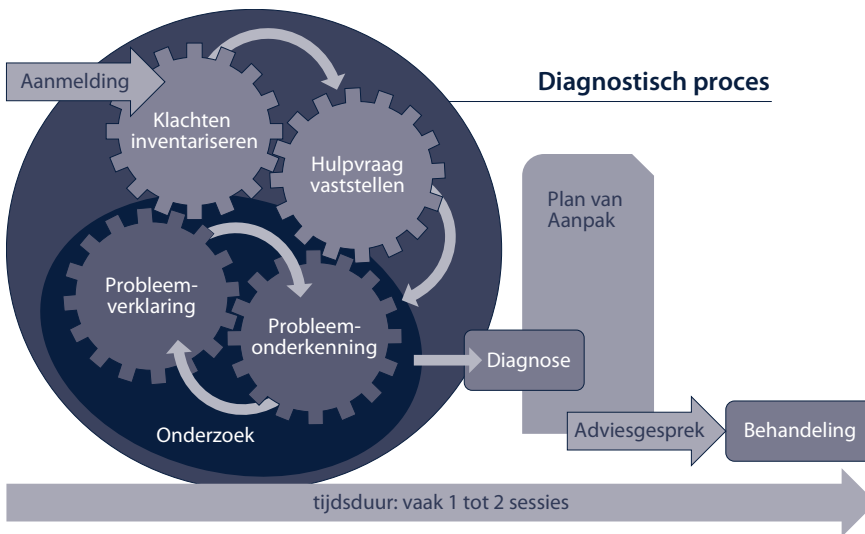 Aanmelding
Diagnostisch proces
Klachten
inventariseren
Hulpvraag
vaststellen
Plan van
Aanpak
Probleem-
verklaring
Probleem-
onderkenning
Diagnose
Onderzoek
Adviesgesprek
Behandeling
tijdsduur: vaak 1 tot 2 sessies